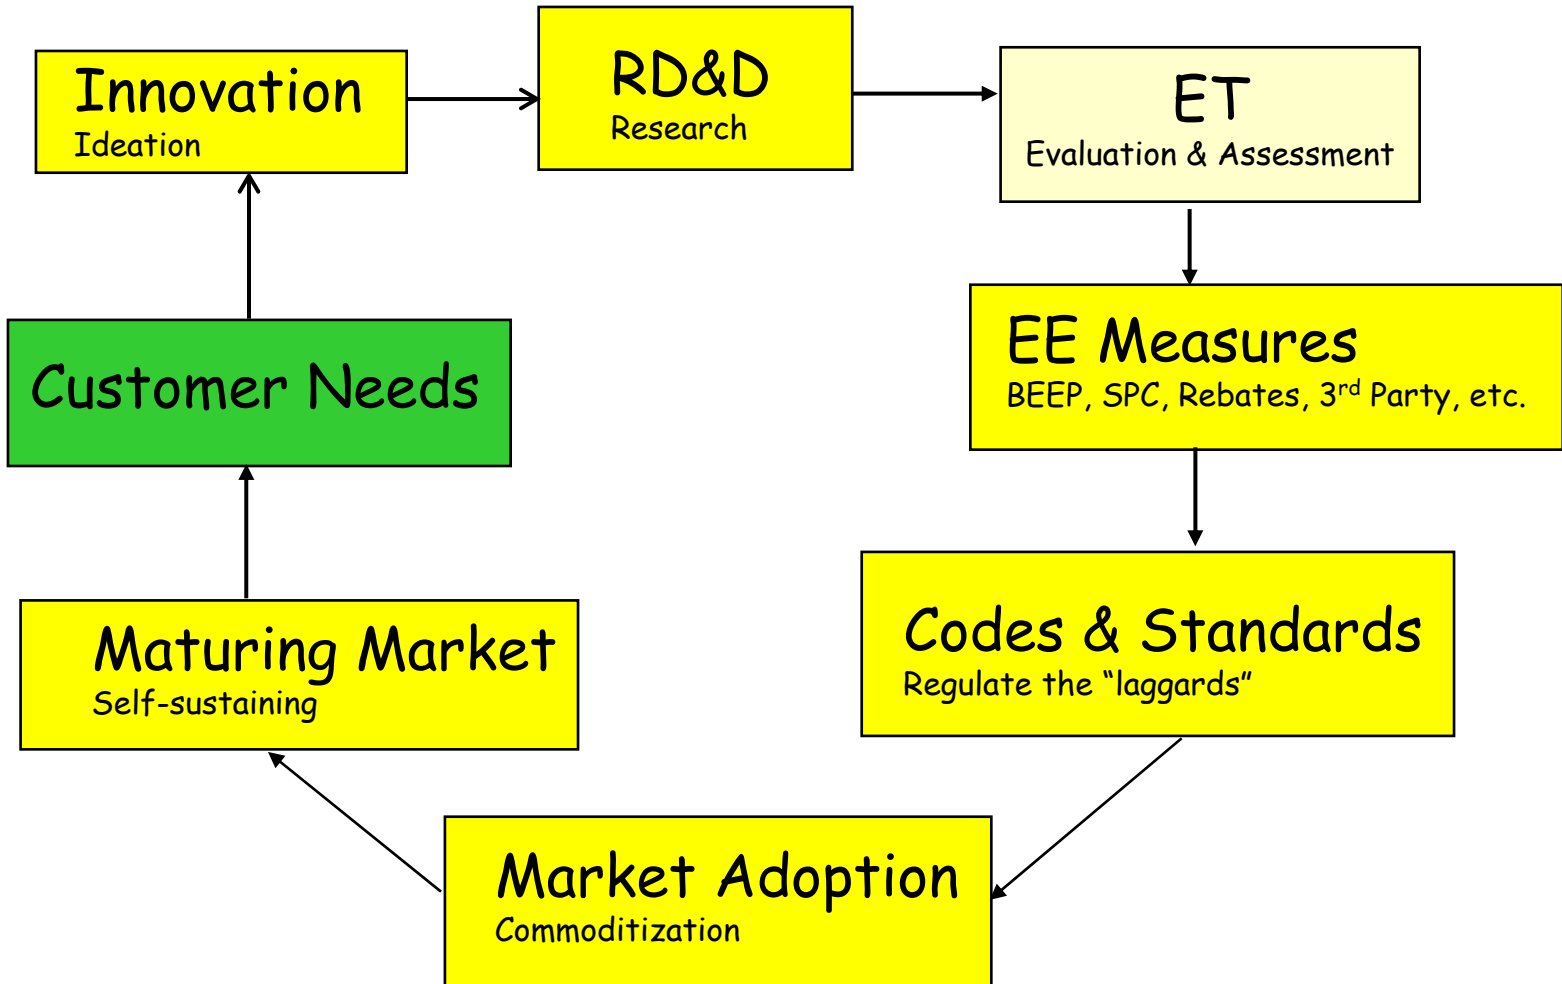 Innovation
Ideation
RD&D
Research
ET
Evaluation & Assessment
Customer Needs
EE Measures
BEEP, SPC, Rebates, 3rd Party, etc.
Maturing Market
Self-sustaining
Codes & Standards
Regulate the “laggards”
Market Adoption
Commoditization